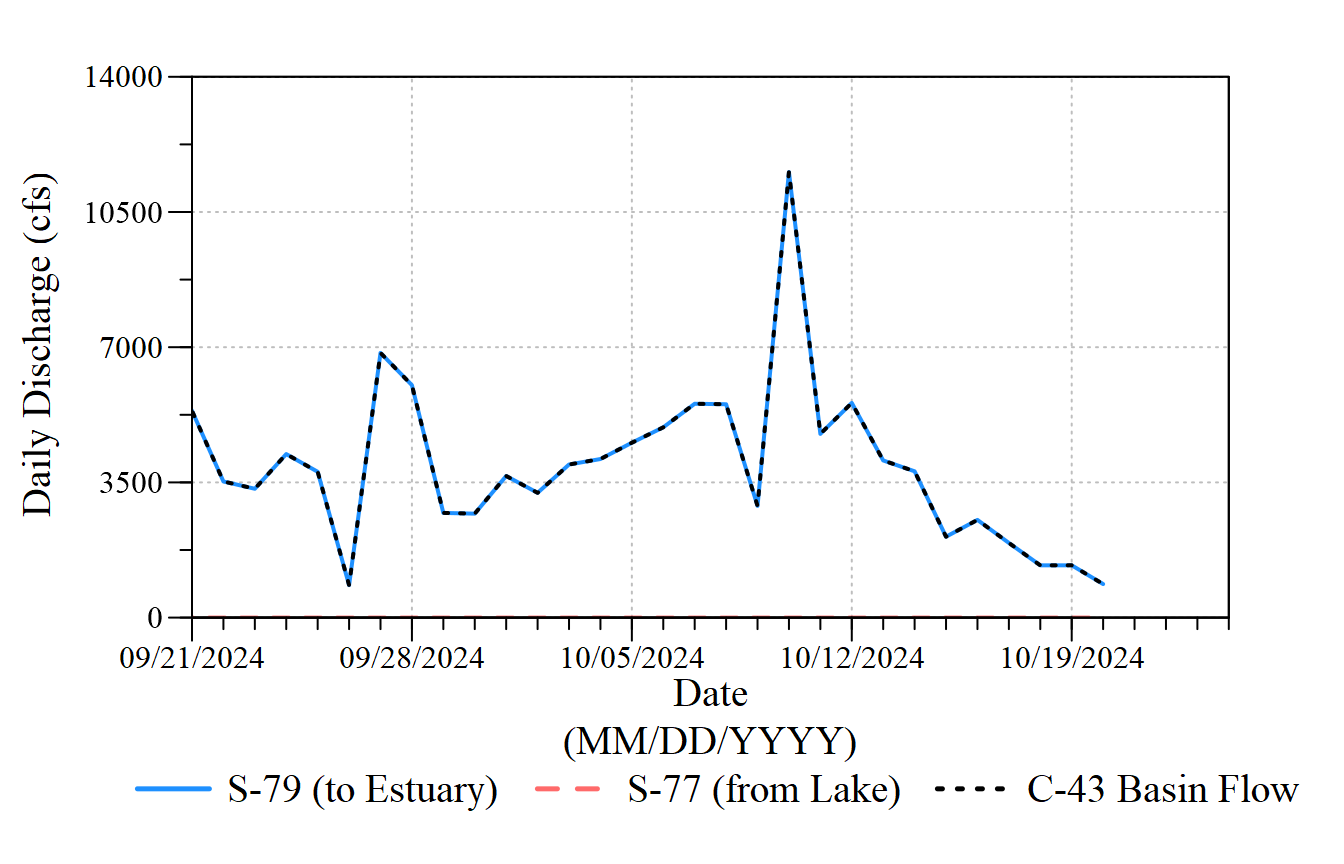 14000
10500
7000
3500
0
Daily Discharge (cfs)
09/21/2024 09/28/2024 10/05/2024 10/12/2024 10/19/2024
Date
(MM/DD/YYYY)
S-79 (to Estuary) S-77 (from Lake) C-43 Basin Flow